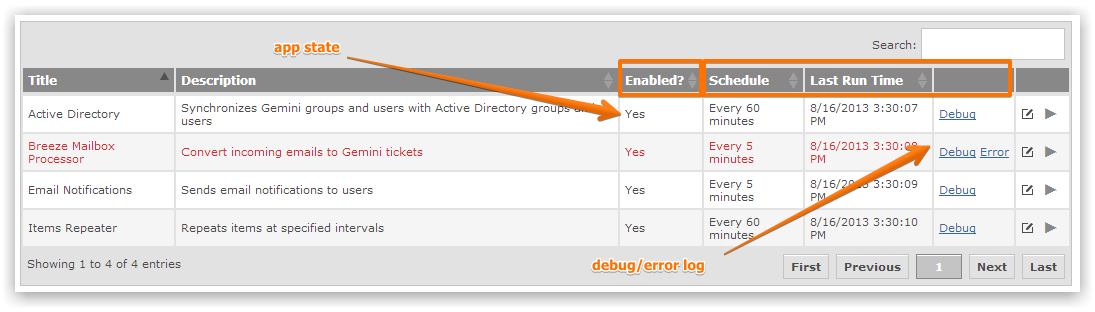 app state
Search:
Title Description Enabled? Schedule Last Run Time
Active Directory Synchronizes Gemini groups and users with Active Directory groups and users Yes Every 60 minutes 8/16/2013 3:30:07 PM Debug
Breeze Mailbox Processor Convert incoming emails to Gemini tickets Yes Every 5 minutes 8/16/2013 3:30:08 PM Debug Error
Email Notifications Sends email notifications to users Yes Every 5 minutes 8/16/2013 3:30:09 PM Debug
Items Repeater Repeats items at specified intervals Yes Every 60 minutes 8/16/2013 3:30:10 PM Debug
Showing 1 to 4 of 4 entries
debug/error log
First Previous 1 Next Last